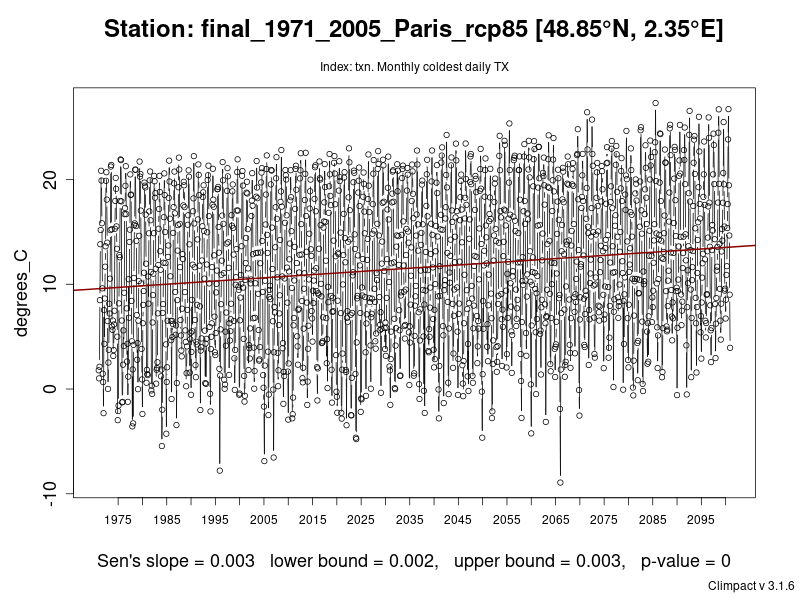 Station: final_1971_2005_Paris_rcp85 [48.85°N, 2.35°E]
Index: txn. Monthly coldest daily TX
degrees_C
20
10
0
-10
1975 1985 1995 2005 2015 2025 2035 2045 2055 2065 2075 2085 2095
Sen's slope = 0.003 lower bound = 0.002, upper bound = 0.003, p-value = 0
Climpact v 3.1.6